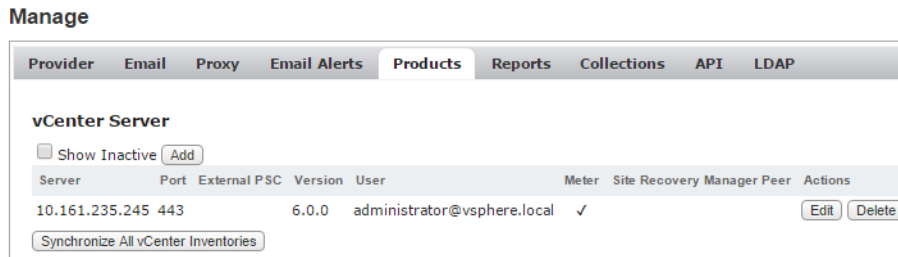 Manage
Provider Email Proxy Email Alerts Products Reports Collections API LDAP
vCenter Server
Show Inactive Add
Server Port External PSC Version User Meter Site Recovery Manager Peer Actions
10.161.235.245 443 6.0.0 administrator@vsphere.local ✓ Edit Delete
Synchronize All vCenter Inventories